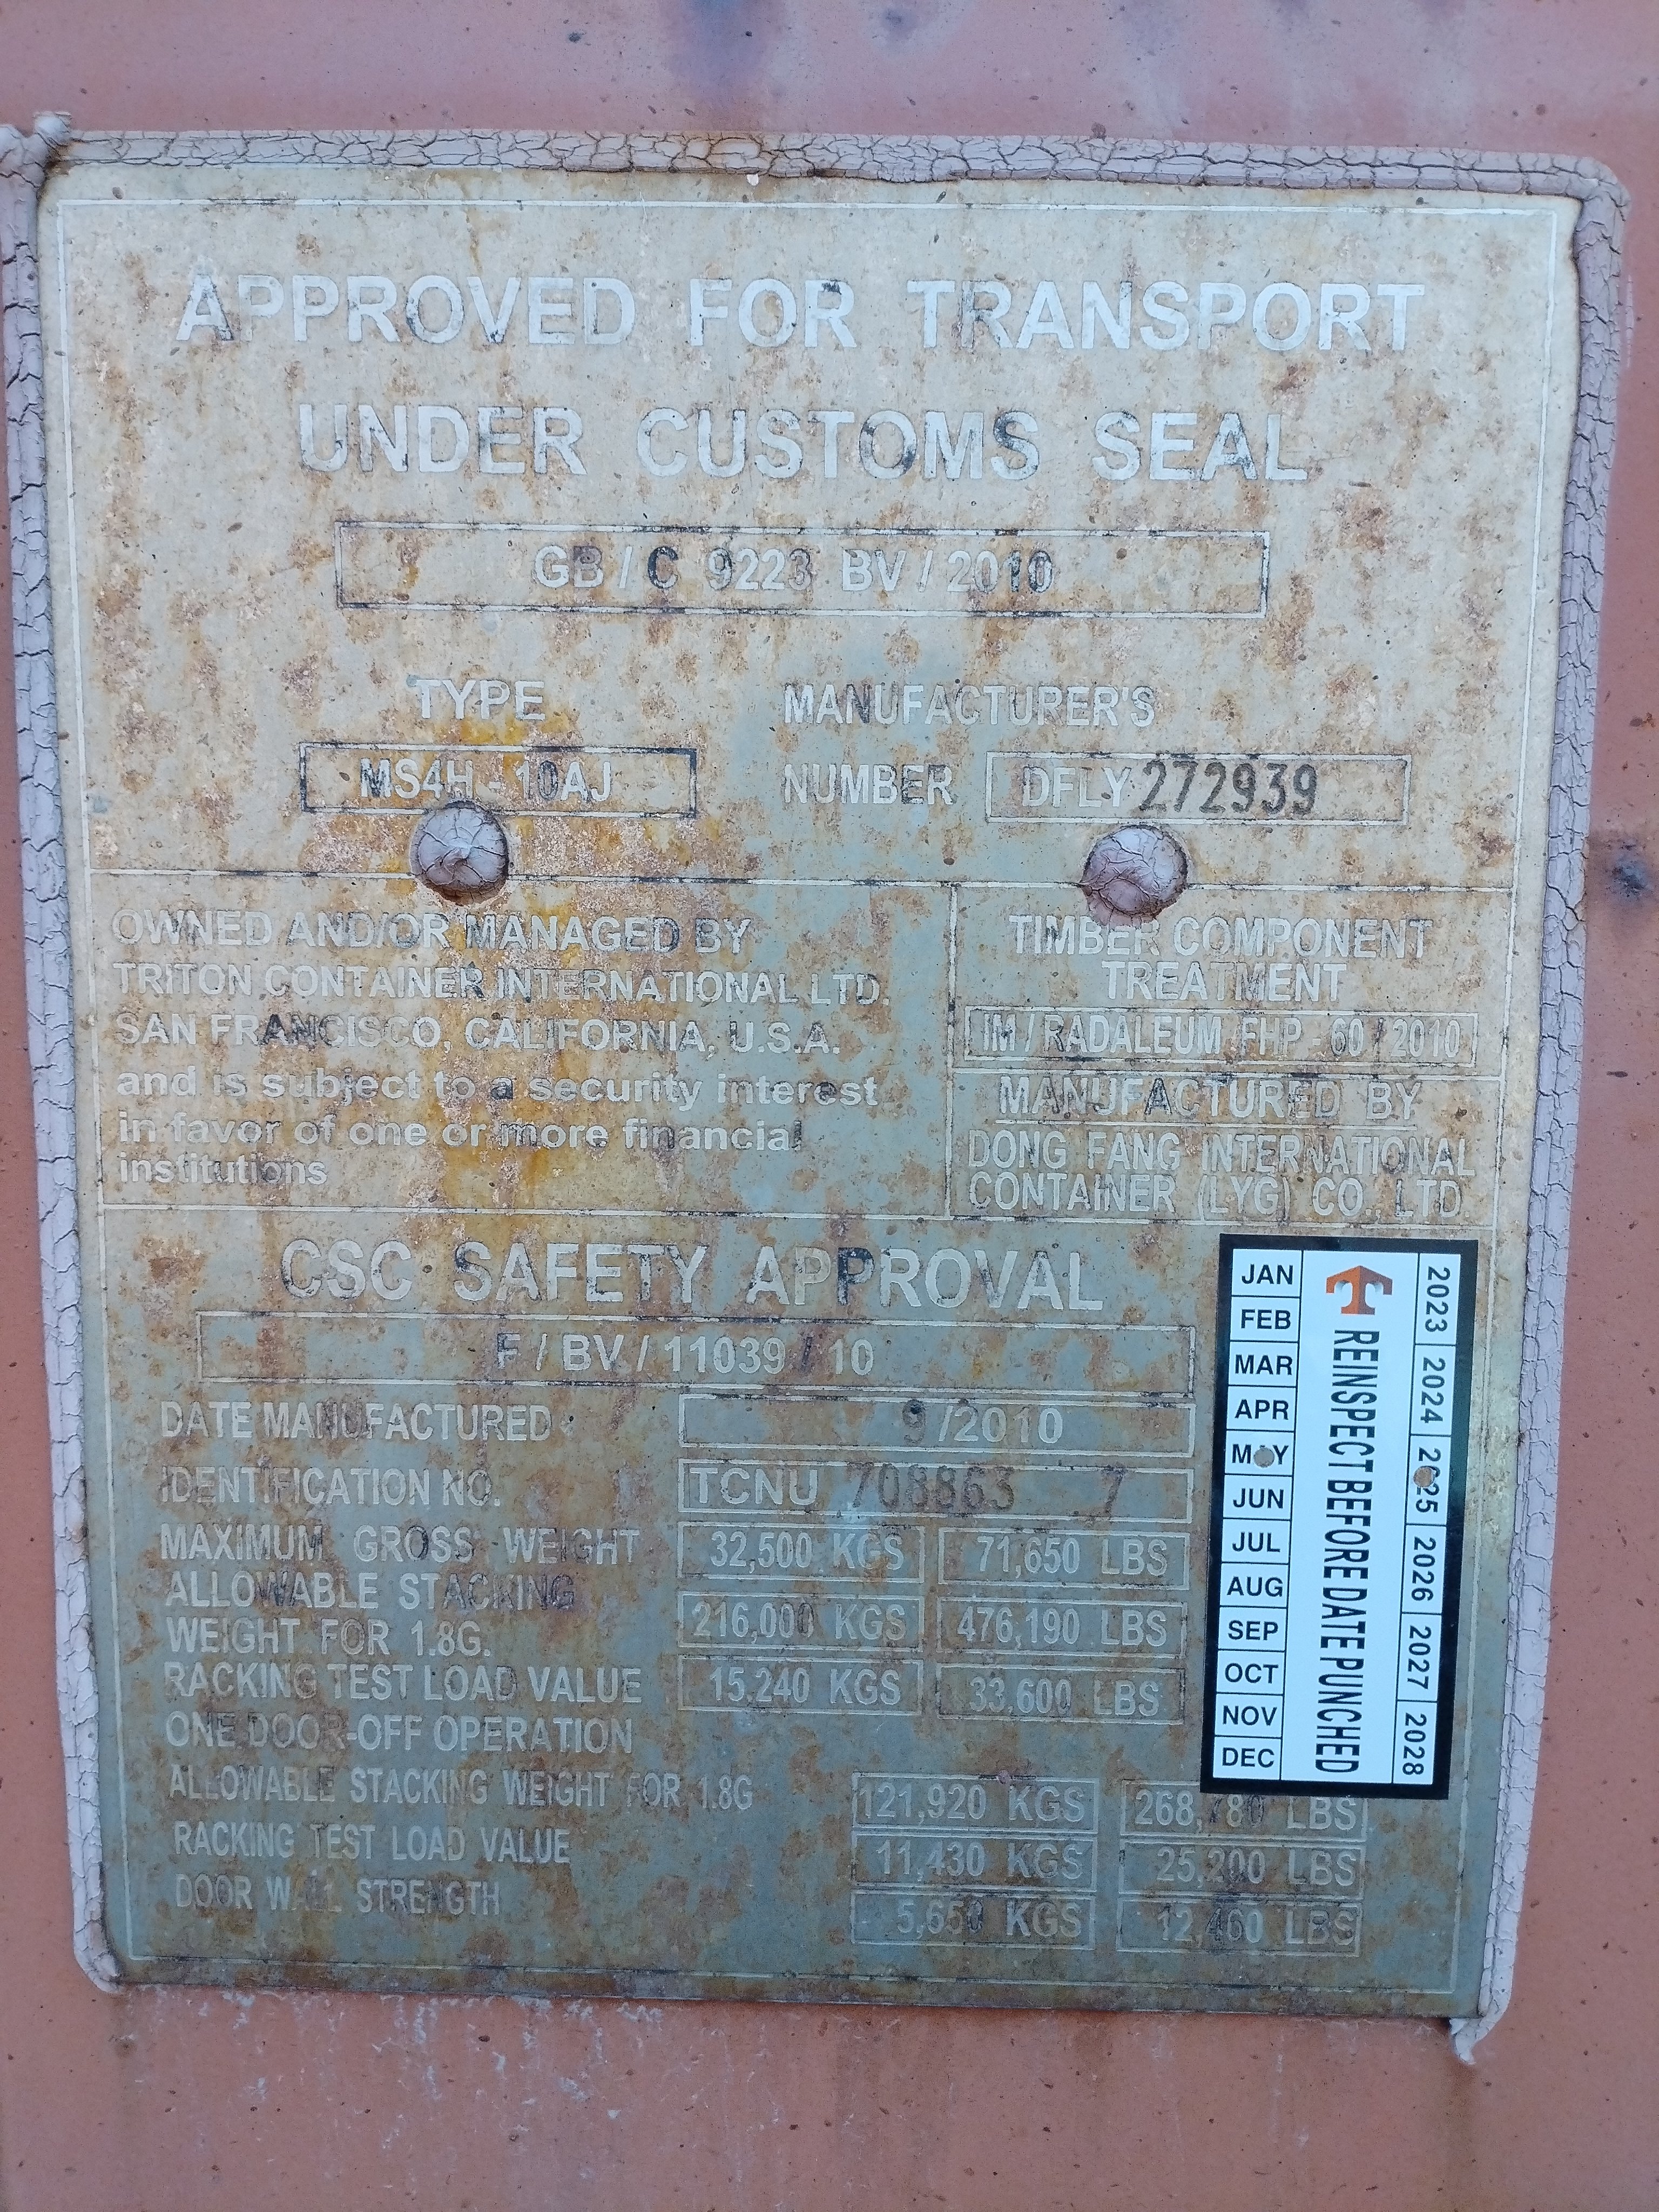 APPROVED FOR TRANSPORT
UNDER CUSTOMS SEAL
GB / C 9223 BV / 2010
TYPE
MS4H - 10AJ
MANUFACTURER'S
NUMBER DFLY 272939
OWNED AND/OR MANAGED BY
TRITON CONTAINER INTERNATIONAL LTD.
SAN FRANCISCO, CALIFORNIA, U.S.A.
and is subject to a security interest
in favor of one or more financial
institutions
TIMBER COMPONENT
TREATMENT
IM / RADALEUM FHP - 60 / 2010
MANUFACTURED BY
DONG FANG INTERNATIONAL
CONTAINER (LYG) CO., LTD.
CSC SAFETY APPROVAL
F / BV / 11039 / 10
DATE MANUFACTURED 9 /2010
IDENTIFICATION NO. TCNU 708863 7
MAXIMUM GROSS WEIGHT 32,500 KGS 71,650 LBS
ALLOWABLE STACKING
WEIGHT FOR 1.8G. 216,000 KGS 476,190 LBS
RACKING TEST LOAD VALUE 15,240 KGS 33,600 LBS
ONE DOOR-OFF OPERATION
ALLOWABLE STACKING WEIGHT FOR 1.8G 121,920 KGS 268,780 LBS
RACKING TEST LOAD VALUE 11,430 KGS 25,200 LBS
DOOR WALL STRENGTH 5,650 KGS 12,460 LBS
2023 2024 2025 2026 2027 2028
T REINSPECT BEFORE DATE PUNCHED
JAN
FEB
MAR
APR
MAY
JUN
JUL
AUG
SEP
OCT
NOV
DEC